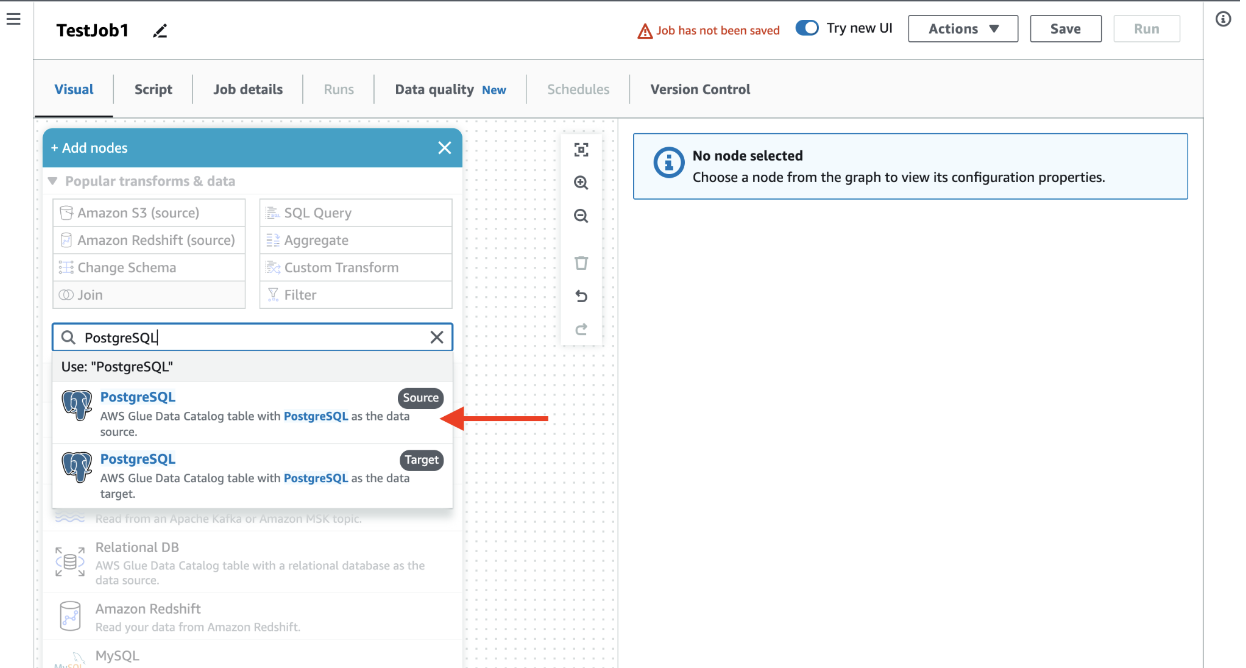 TestJob1
Job has not been saved
Try new UI
Actions
Save
Run
Visual
Script
Job details
Runs
Data quality New
Schedules
Version Control
+ Add nodes
Popular transforms & data
Amazon S3 (source)
SQL Query
Amazon Redshift (source)
Aggregate
Change Schema
Custom Transform
Join
Filter
PostgreSQL
Use: "PostgreSQL"
PostgreSQL
Source
AWS Glue Data Catalog table with PostgreSQL as the data
source.
PostgreSQL
Target
AWS Glue Data Catalog table with PostgreSQL as the data
target.
Read from an Apache Kafka or Amazon MSK topic.
Relational DB
AWS Glue Data Catalog table with a relational database as the
data source.
Amazon Redshift
Read your data from Amazon Redshift.
MySQL
MySQL
No node selected
Choose a node from the graph to view its configuration properties.